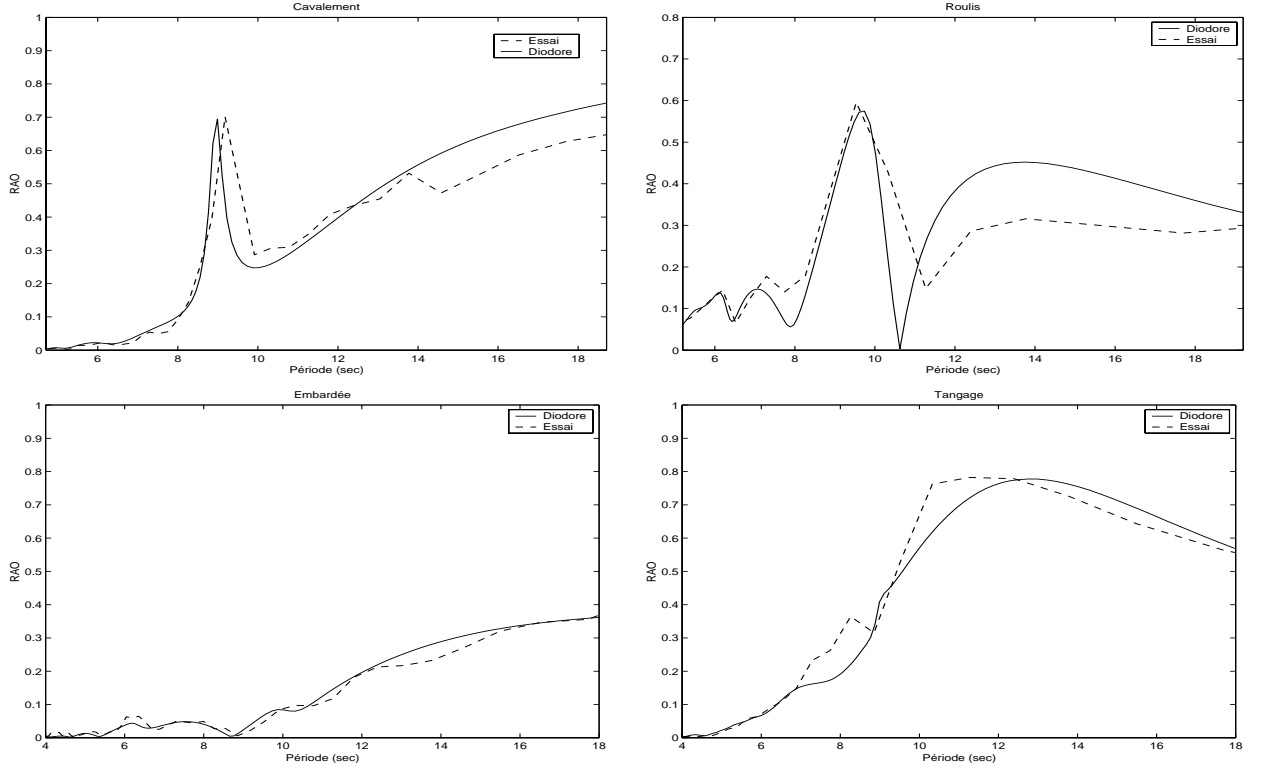 Cavalement
1
0.9
0.8
0.7
0.6
0.5
0.4
0.3
0.2
0.1
0
RAO
Essai
Diodore
6 8 10 12 14 16 18
Période (sec)
Roulis
0.8
0.7
0.6
0.5
0.4
0.3
0.2
0.1
0
RAO
Diodore
Essai
6 8 10 12 14 16 18
Période (sec)
Embardée
1
0.9
0.8
0.7
0.6
0.5
0.4
0.3
0.2
0.1
0
RAO
Diodore
Essai
4 6 8 10 12 14 16 18
Période (sec)
Tangage
1
0.9
0.8
0.7
0.6
0.5
0.4
0.3
0.2
0.1
0
RAO
Diodore
Essai
4 6 8 10 12 14 16 18
Période (sec)